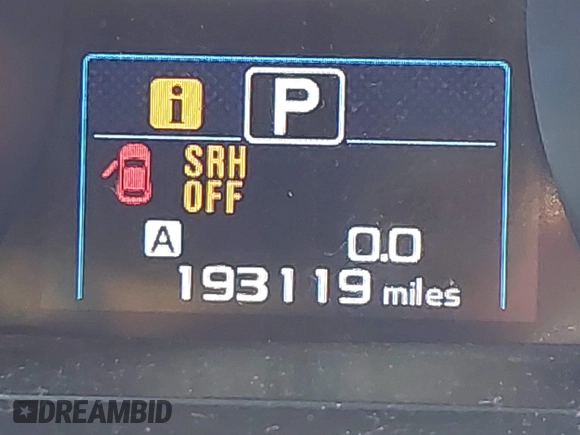 i P
SRH
OFF
A 0.0
193119 miles
DREAMBID